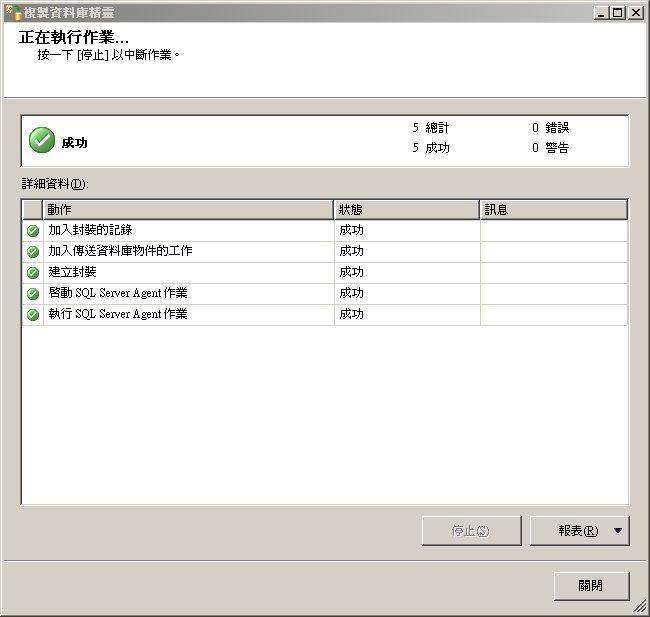 複製資料庫精靈
正在執行作業...
按一下 [停止] 以中斷作業。
成功
5 總計 0 錯誤
5 成功 0 警告
詳細資料(D):
動作 狀態 訊息
加入封裝的記錄 成功
加入傳送資料庫物件的工作 成功
建立封裝 成功
啟動 SQL Server Agent 作業 成功
執行 SQL Server Agent 作業 成功
停止(S) 報表(R)
關閉